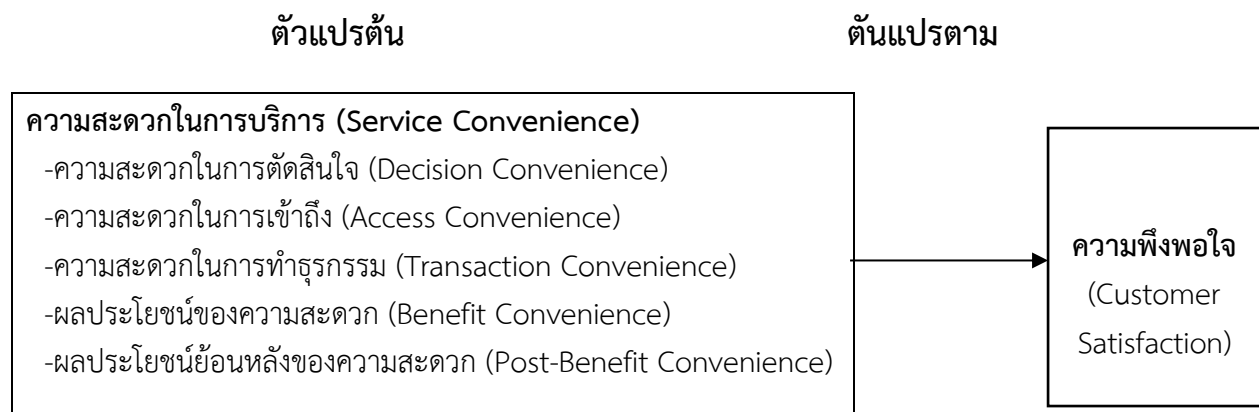 ตัวแปรต้น
ตันแปรตาม
ความสะดวกในการบริการ (Service Convenience)
-ความสะดวกในการตัดสินใจ (Decision Convenience)
-ความสะดวกในการเข้าถึง (Access Convenience)
-ความสะดวกในการทำธุรกรรม (Transaction Convenience)
-ผลประโยชน์ของความสะดวก (Benefit Convenience)
-ผลประโยชน์ย้อนหลังของความสะดวก (Post-Benefit Convenience)
ความพึงพอใจ
(Customer
Satisfaction)